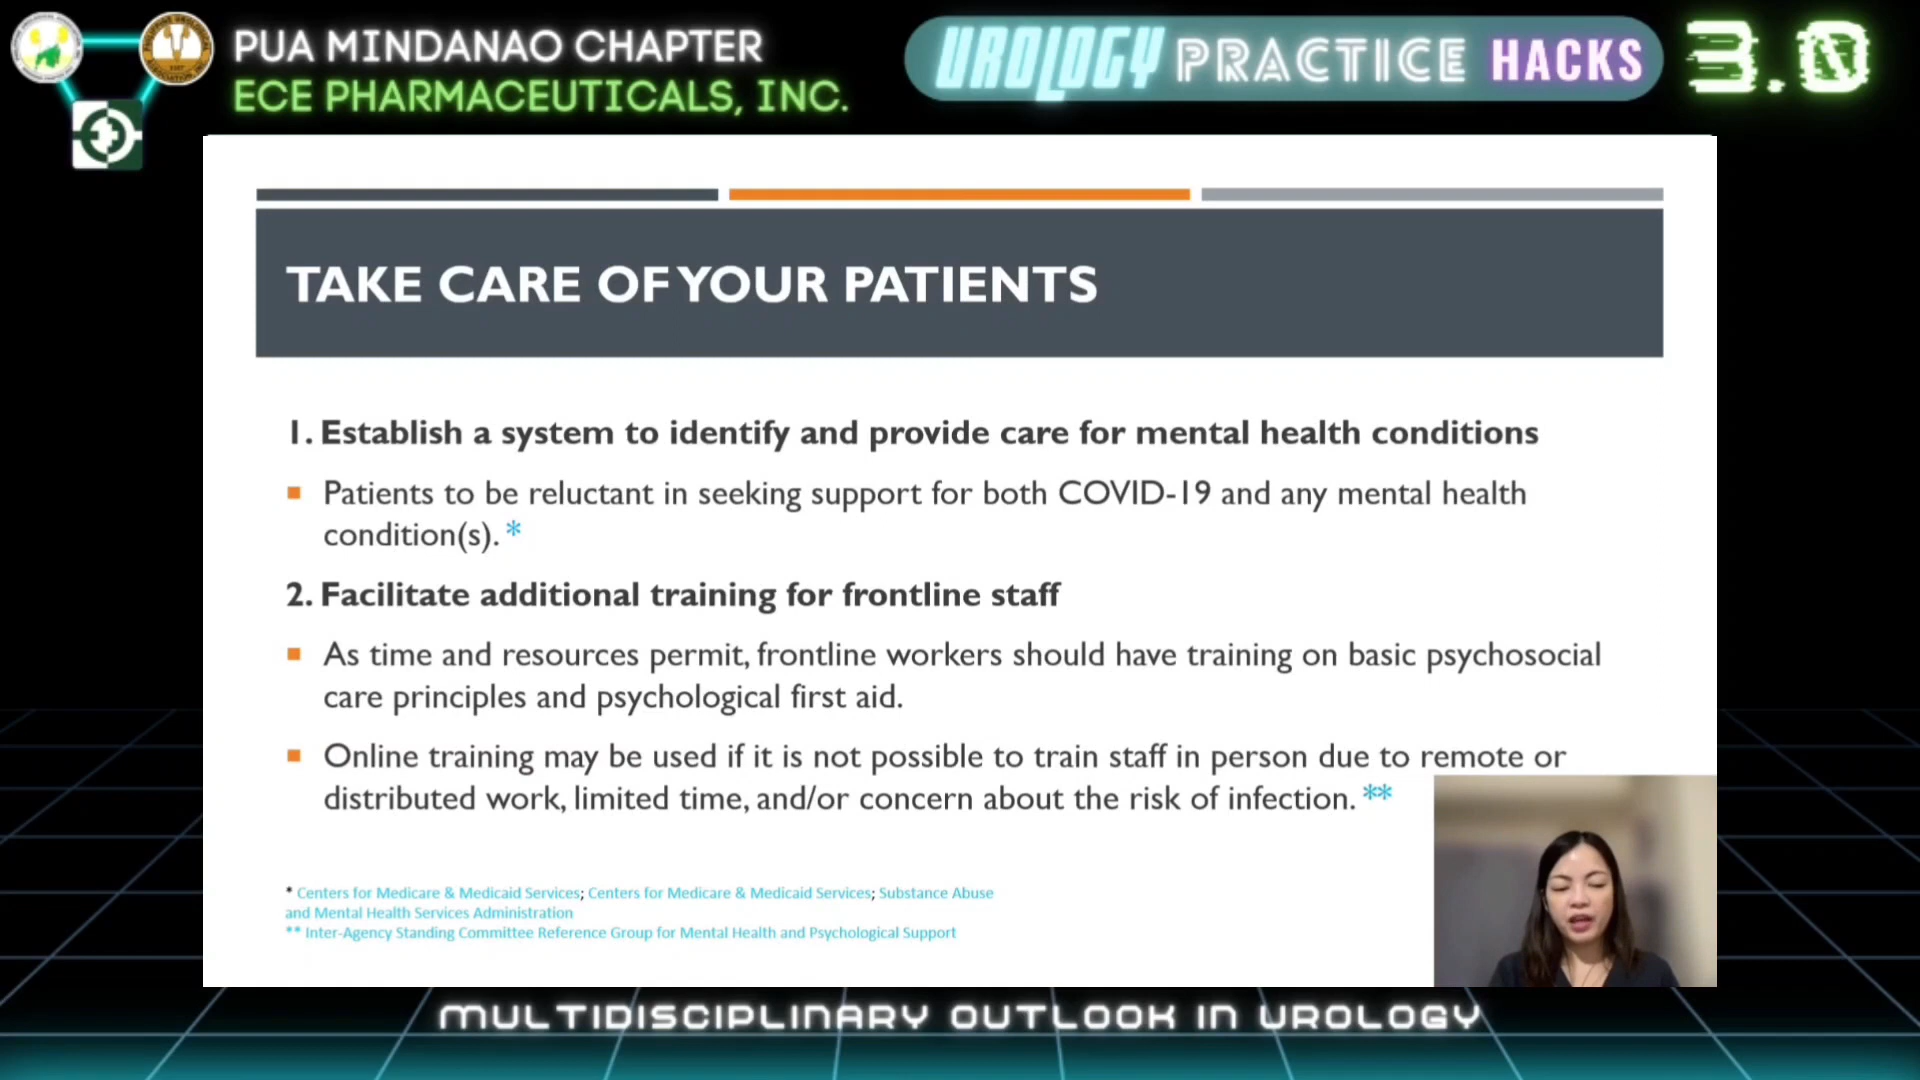 PUA MINDANAO CHAPTER
ECE PHARMACEUTICALS, INC.
UROLOGY PRACTICE HACKS 3.0
TAKE CARE OF YOUR PATIENTS
1. Establish a system to identify and provide care for mental health conditions
Patients to be reluctant in seeking support for both COVID-19 and any mental health
condition(s). *
2. Facilitate additional training for frontline staff
As time and resources permit, frontline workers should have training on basic psychosocial
care principles and psychological first aid.
Online training may be used if it is not possible to train staff in person due to remote or
distributed work, limited time, and/or concern about the risk of infection. **
* Centers for Medicare & Medicaid Services; Centers for Medicare & Medicaid Services; Substance Abuse
and Mental Health Services Administration
** Inter-Agency Standing Committee Reference Group for Mental Health and Psychological Support
MULTIDISCIPLINARY OUTLOOK IN UROLOGY